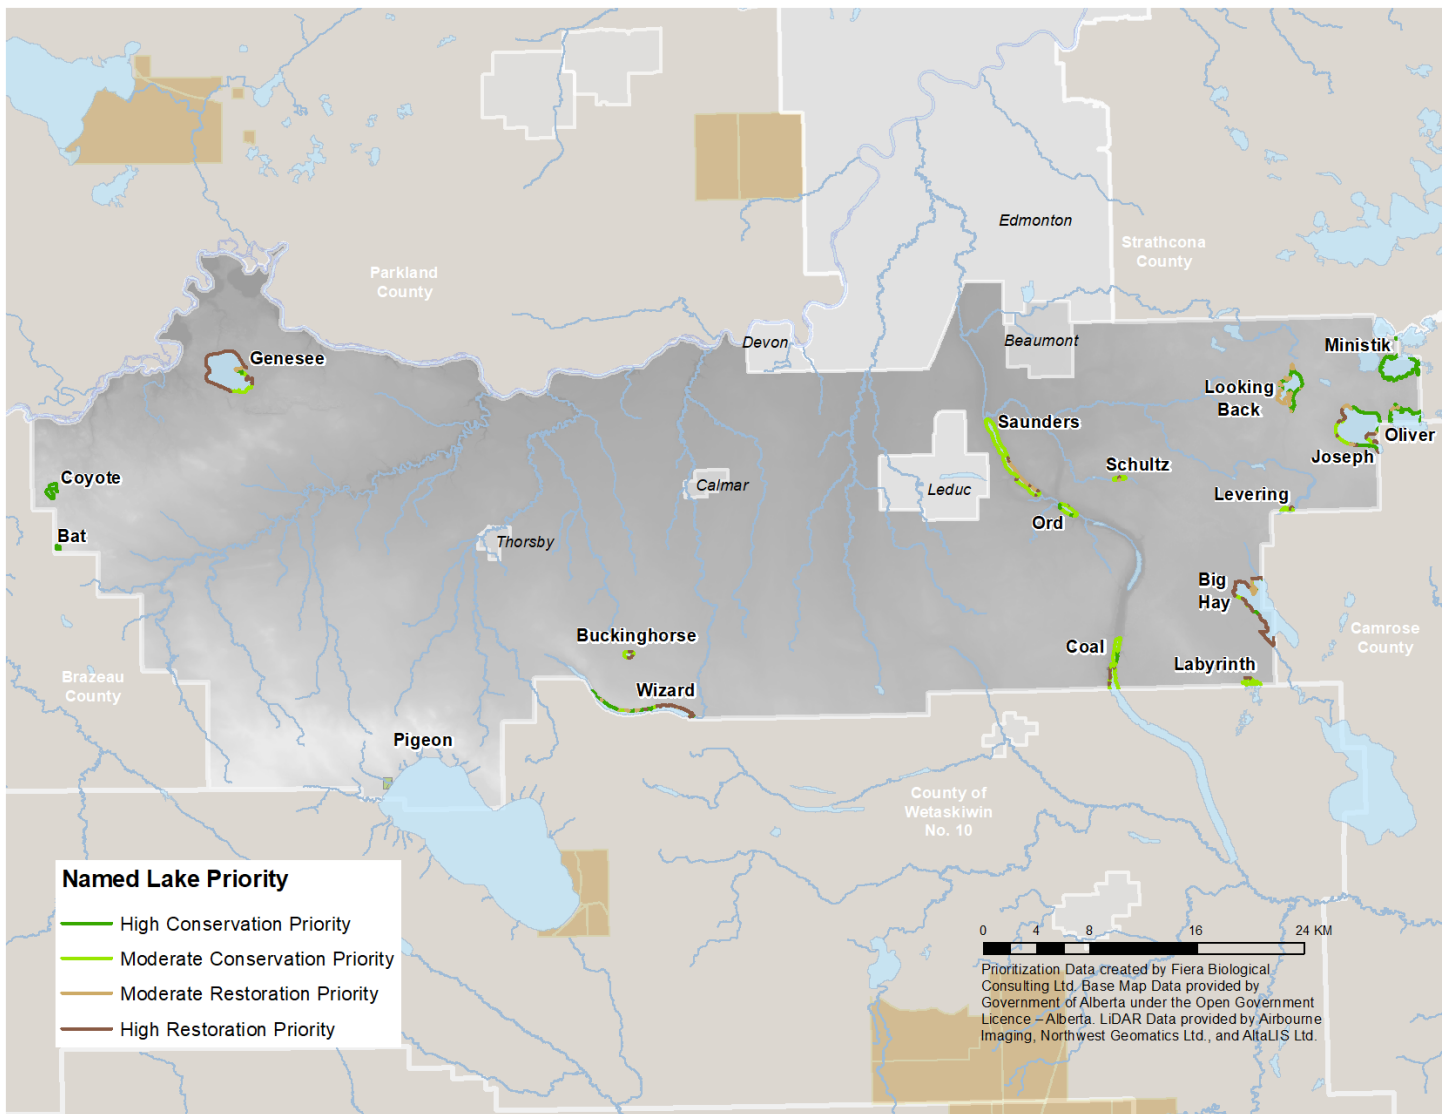 Edmonton
Strathcona
County
Parkland
County
Devon
Beaumont
Ministik
Genesee
Looking
Back
Saunders
Oliver
Joseph
Schultz
Coyote
Calmar
Leduc
Levering
Ord
Bat
Thorsby
Big
Hay
Buckinghorse
Camrose
County
Coal
Labyrinth
Brazeau
County
Wizard
Pigeon
County of
Wetaskiwin
No. 10
Named Lake Priority
High Conservation Priority
Moderate Conservation Priority
Moderate Restoration Priority
High Restoration Priority
0 4 8 16 24 KM
Prioritization Data created by Fiera Biological
Consulting Ltd. Base Map Data provided by
Government of Alberta under the Open Government
Licence – Alberta. LiDAR Data provided by Airbourne
Imaging, Northwest Geomatics Ltd., and AltaLIS Ltd.